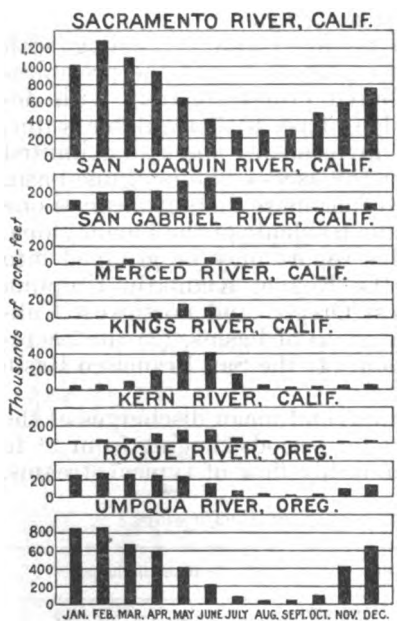 SACRAMENTO RIVER, CALIF.
1,200
1,000
800
600
400
200
0
SAN JOAQUIN RIVER, CALIF.
200
0
SAN GABRIEL RIVER, CALIF.
200
0
MERCED RIVER, CALIF.
200
0
KINGS RIVER, CALIF.
400
200
0
KERN RIVER, CALIF.
200
0
ROGUE RIVER, OREG.
200
0
UMPQUA RIVER, OREG.
800
600
400
200
0
JAN. FEB. MAR. APR. MAY JUNE JULY AUG. SEPT. OCT. NOV. DEC.
Thousands of acre-feet